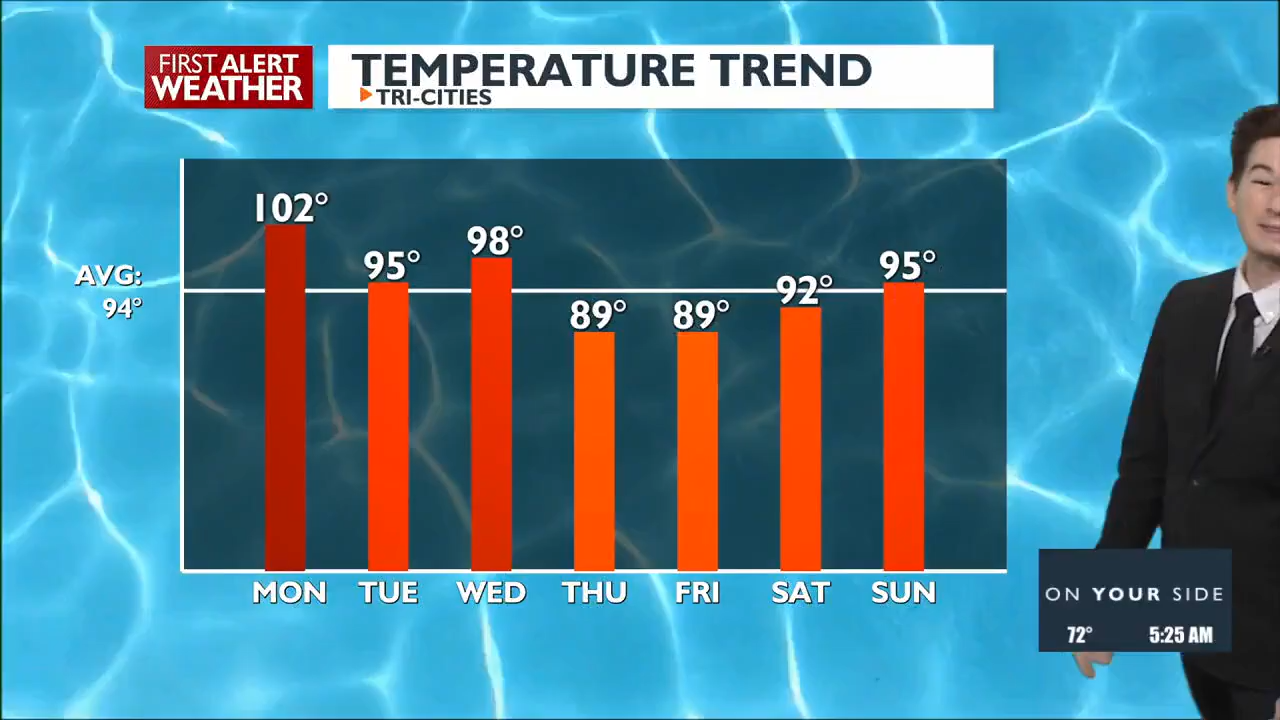 FIRST ALERT
WEATHER
TEMPERATURE TREND
TRI-CITIES
102°
95°
98°
89°
89°
92°
95°
AVG:
94°
MON TUE WED THU FRI SAT SUN
ON YOUR SIDE
72° 5:25 AM